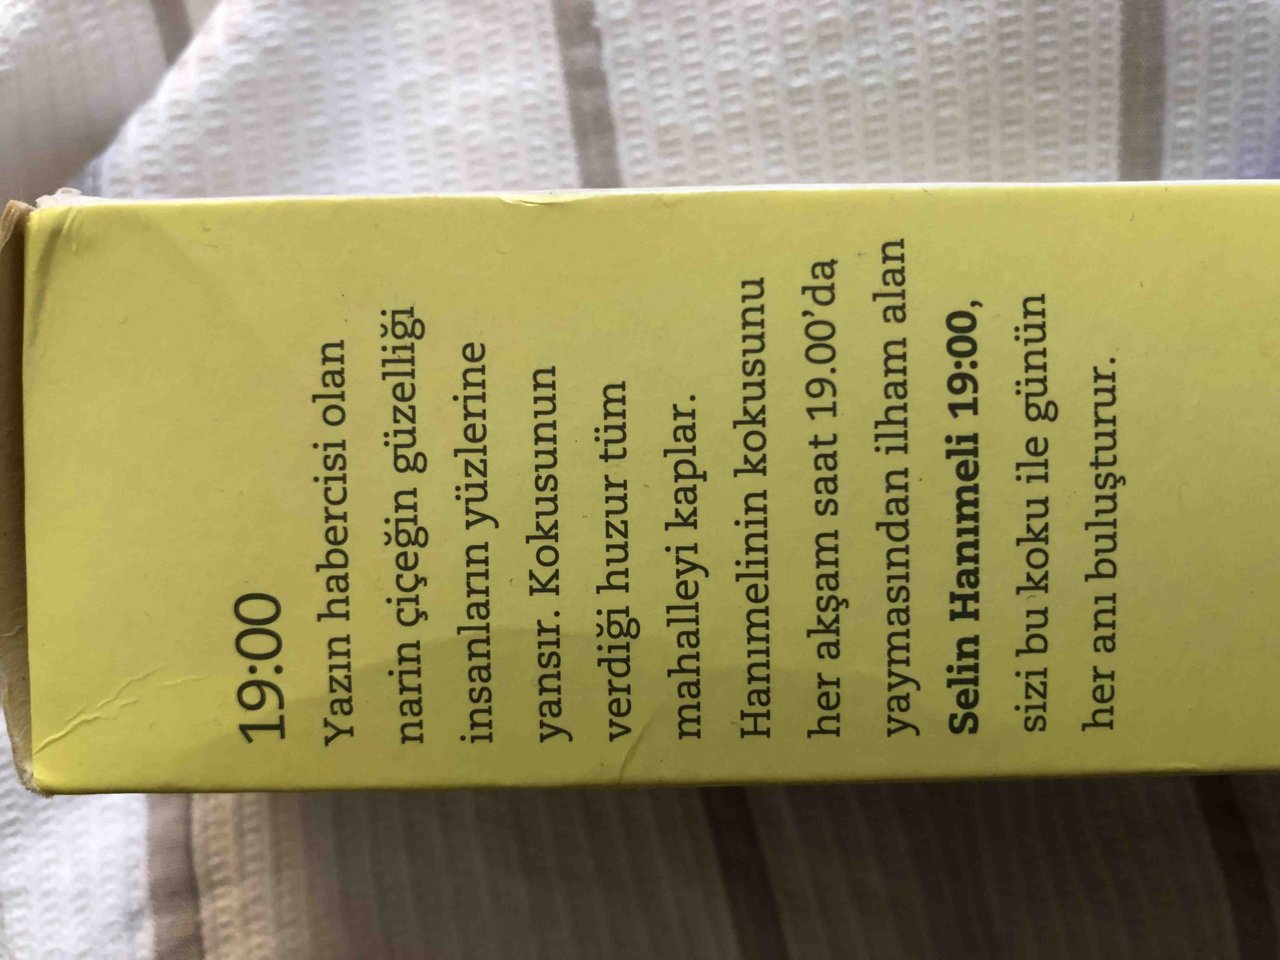 19:00
Yazın habercisi olan
narin çiçeğin güzelliği
insanların yüzlerine
yansır. Kokusunun
verdiği huzur tüm
mahalleyi kaplar.
Hanımelinin kokusunu
her akşam saat 19.00’da
yaymasından ilham alan
Selin Hanımeli 19:00,
sizi bu koku ile günün
her anı buluşturur.